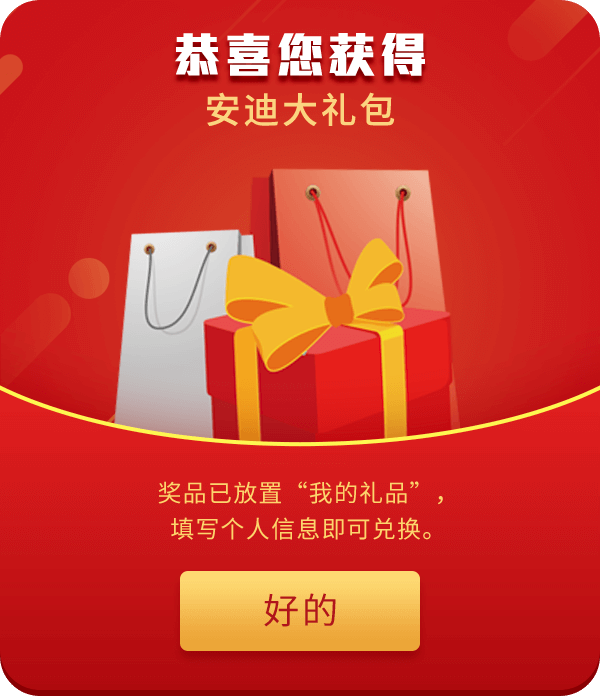 恭喜您获得
安迪大礼包
奖品已放置“我的礼品”，
填写个人信息即可兑换。
好的